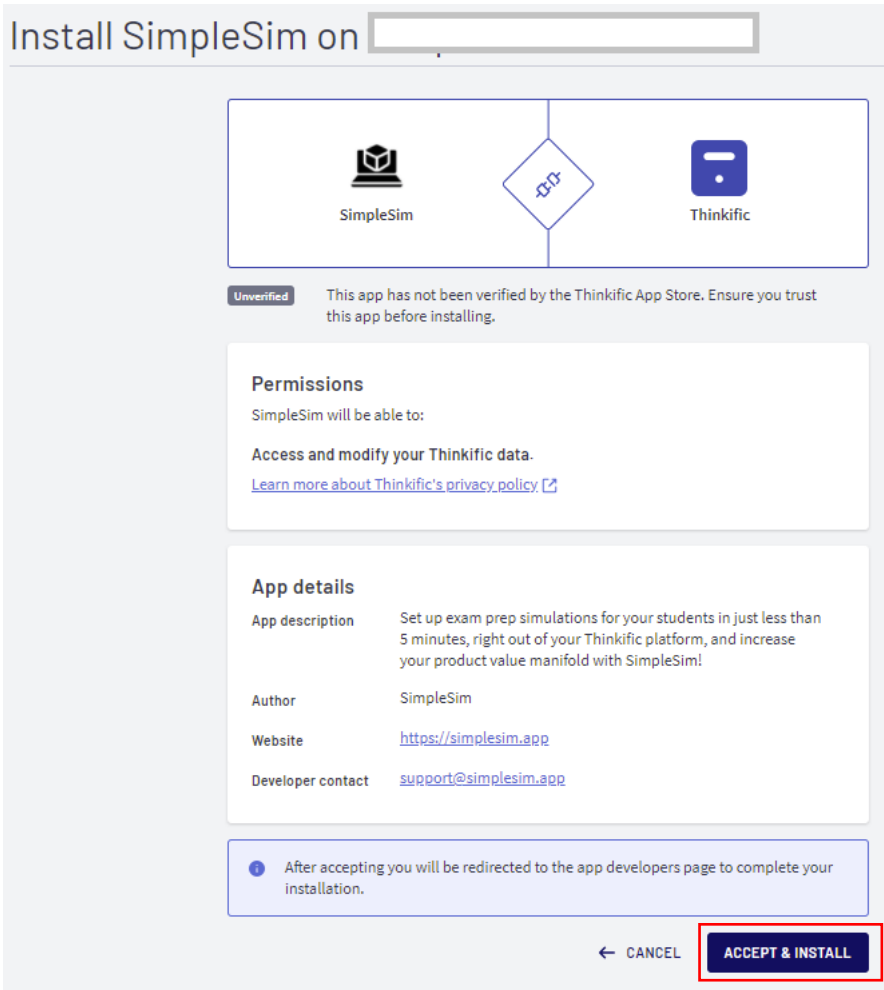 Install SimpleSim on
SimpleSim
Thinkific
Unverified
This app has not been verified by the Thinkific App Store. Ensure you trust
this app before installing.
Permissions
SimpleSim will be able to:
Access and modify your Thinkific data.
Learn more about Thinkific's privacy policy
App details
App description
Set up exam prep simulations for your students in just less than
5 minutes, right out of your Thinkific platform, and increase
your product value manifold with SimpleSim!
Author
SimpleSim
Website
https://simplesim.app
Developer contact
support@simplesim.app
After accepting you will be redirected to the app developers page to complete your
installation.
← CANCEL
ACCEPT & INSTALL